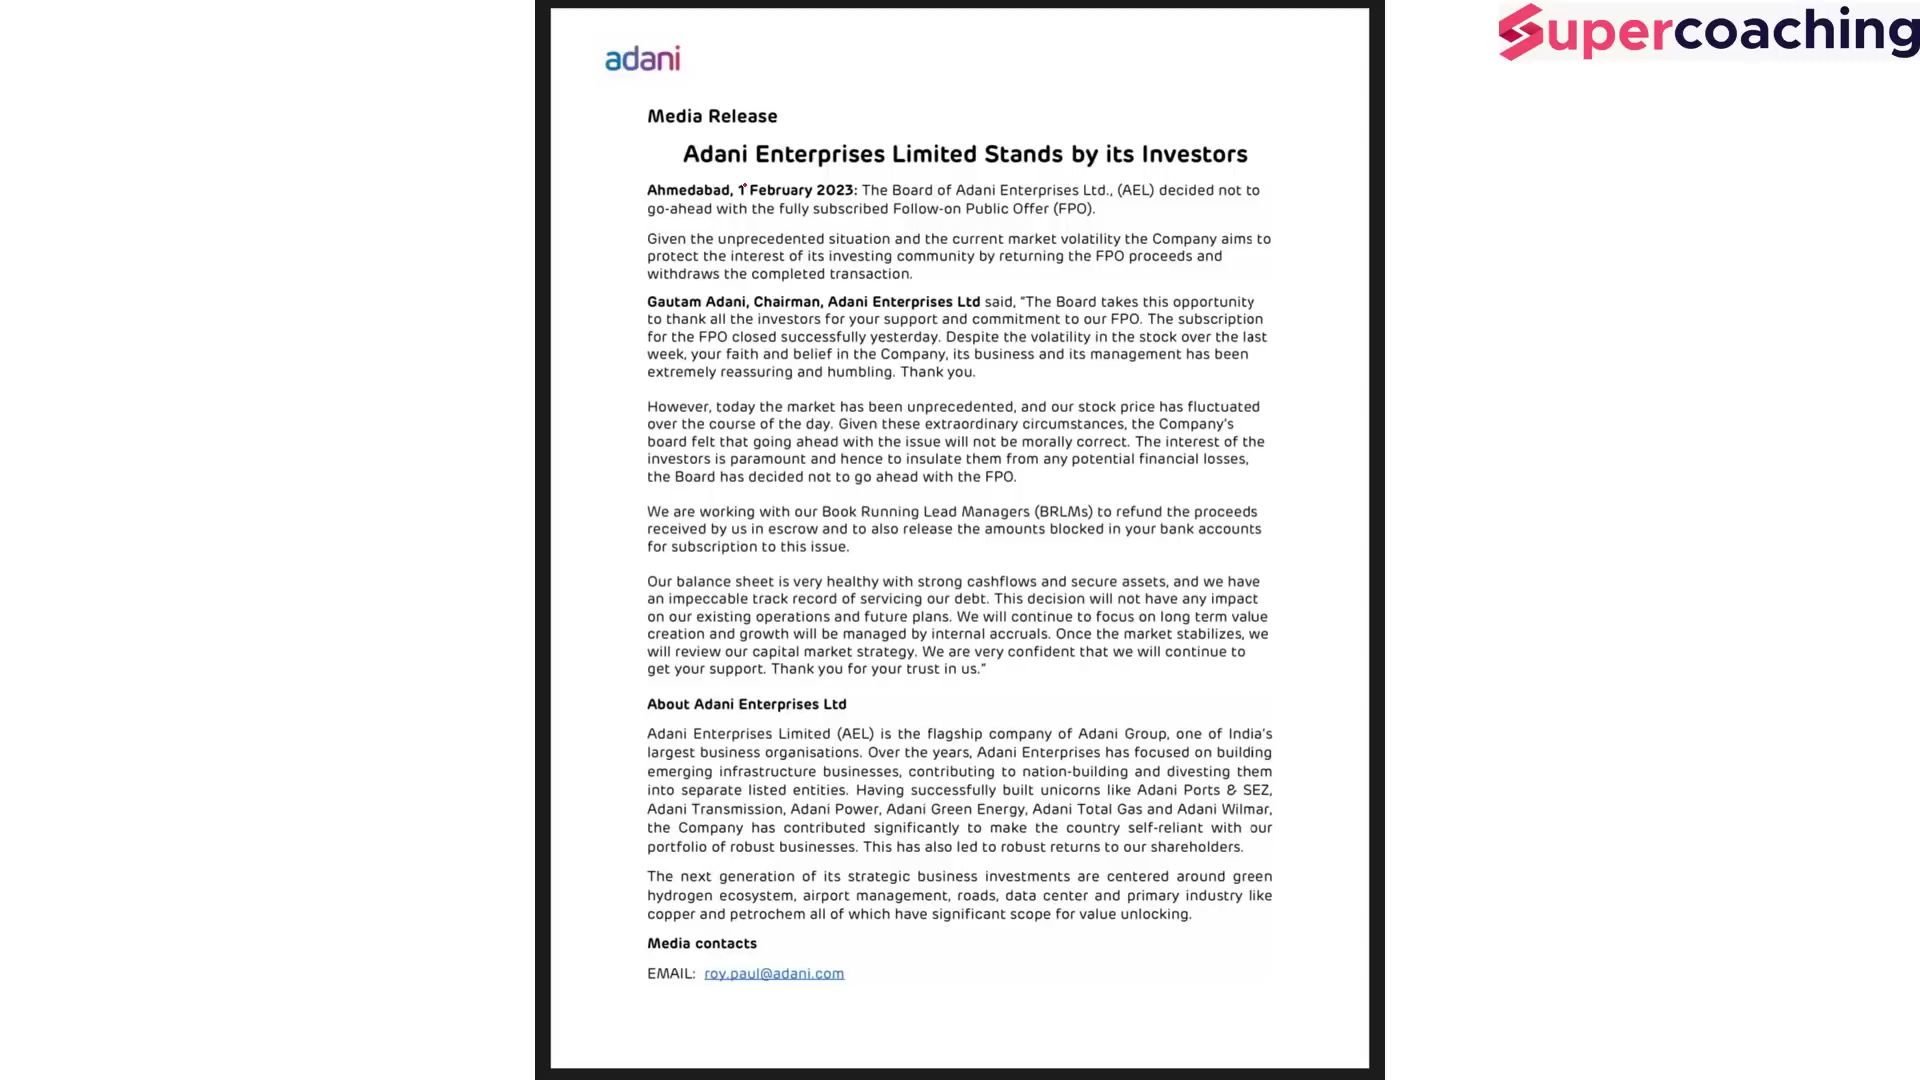 Supercoaching
adani
Media Release
Adani Enterprises Limited Stands by its Investors
Ahmedabad, 1 February 2023: The Board of Adani Enterprises Ltd., (AEL) decided not to
go-ahead with the fully subscribed Follow-on Public Offer (FPO).
Given the unprecedented situation and the current market volatility the Company aims to
protect the interest of its investing community by returning the FPO proceeds and
withdraws the completed transaction.
Gautam Adani, Chairman, Adani Enterprises Ltd said, “The Board takes this opportunity
to thank all the investors for your support and commitment to our FPO. The subscription
for the FPO closed successfully yesterday. Despite the volatility in the stock over the last
week, your faith and belief in the Company, its business and its management has been
extremely reassuring and humbling. Thank you.
However, today the market has been unprecedented, and our stock price has fluctuated
over the course of the day. Given these extraordinary circumstances, the Company’s
board felt that going ahead with the issue will not be morally correct. The interest of the
investors is paramount and hence to insulate them from any potential financial losses,
the Board has decided not to go ahead with the FPO.
We are working with our Book Running Lead Managers (BRLMs) to refund the proceeds
received by us in escrow and to also release the amounts blocked in your bank accounts
for subscription to this issue.
Our balance sheet is very healthy with strong cashflows and secure assets, and we have
an impeccable track record of servicing our debt. This decision will not have any impact
on our existing operations and future plans. We will continue to focus on long term value
creation and growth will be managed by internal accruals. Once the market stabilizes, we
will review our capital market strategy. We are very confident that we will continue to
get your support. Thank you for your trust in us.”
About Adani Enterprises Ltd
Adani Enterprises Limited (AEL) is the flagship company of Adani Group, one of India’s
largest business organisations. Over the years, Adani Enterprises has focused on building
emerging infrastructure businesses, contributing to nation-building and divesting them
into separate listed entities. Having successfully built unicorns like Adani Ports & SEZ,
Adani Transmission, Adani Power, Adani Green Energy, Adani Total Gas and Adani Wilmar,
the Company has contributed significantly to make the country self-reliant with our
portfolio of robust businesses. This has also led to robust returns to our shareholders.
The next generation of its strategic business investments are centered around green
hydrogen ecosystem, airport management, roads, data center and primary industry like
copper and petrochem all of which have significant scope for value unlocking.
Media contacts
EMAIL: roy.paul@adani.com